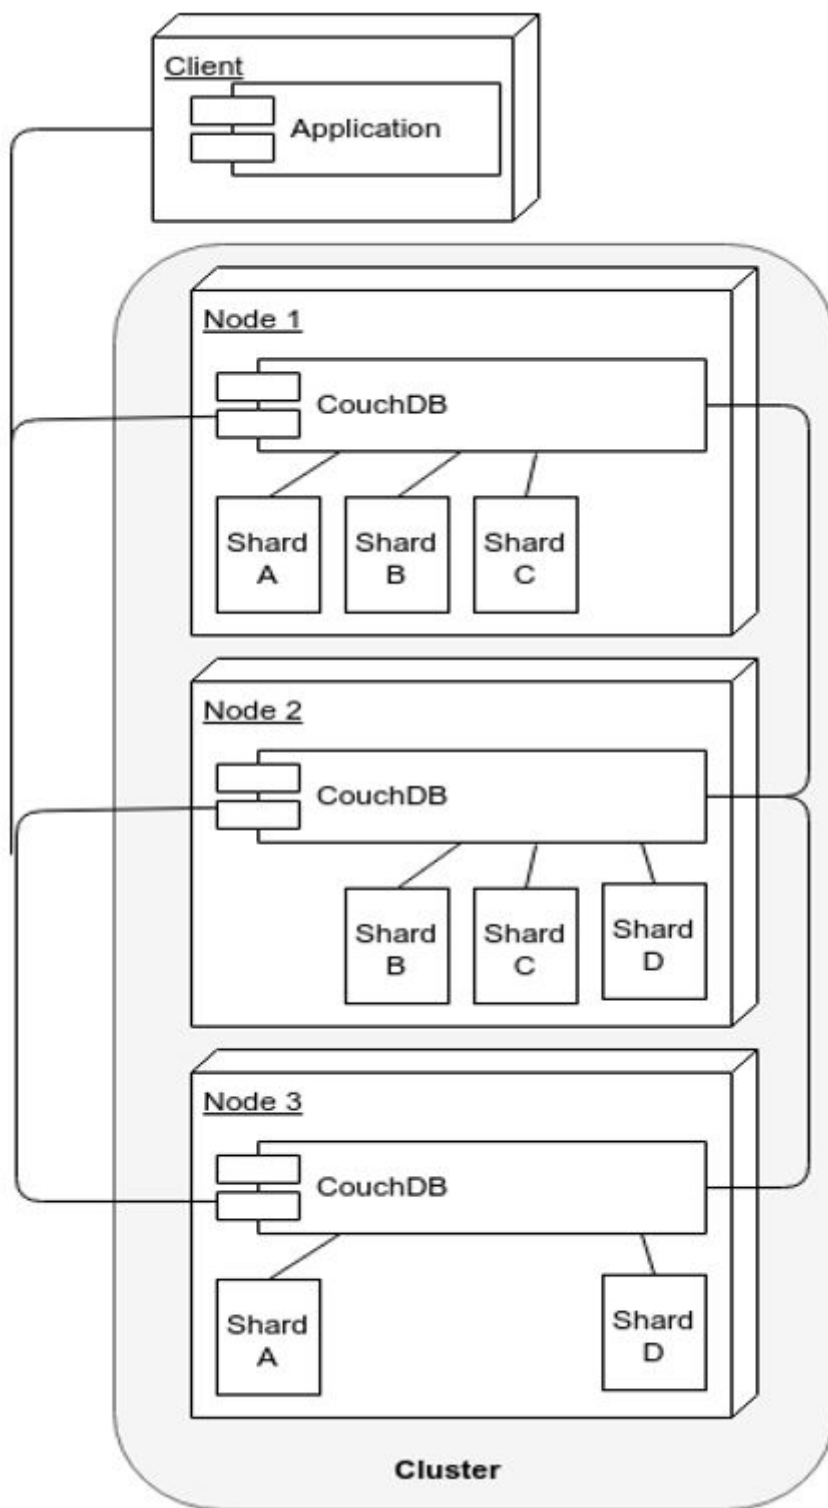 Client
Application
Node 1
CouchDB
Shard
A
Shard
B
Shard
C
Node 2
CouchDB
Shard
B
Shard
C
Shard
D
Node 3
CouchDB
Shard
A
Shard
D
Cluster